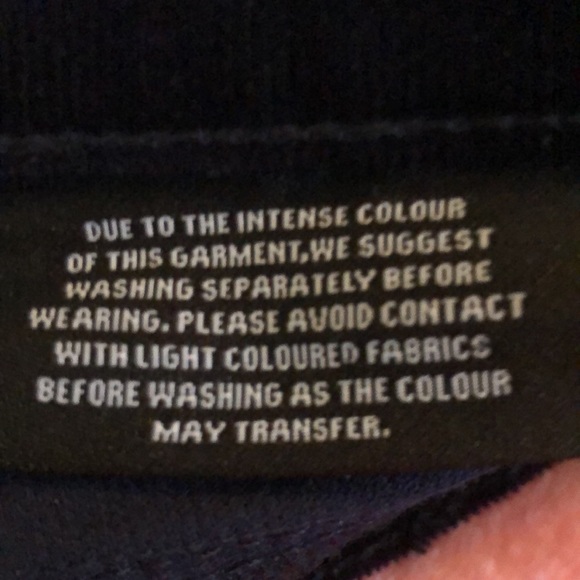 DUE TO THE INTENSE COLOUR
OF THIS GARMENT,WE SUGGEST
WASHING SEPARATELY BEFORE
WEARING. PLEASE AVOID CONTACT
WITH LIGHT COLOURED FABRICS
BEFORE WASHING AS THE COLOUR
MAY TRANSFER.